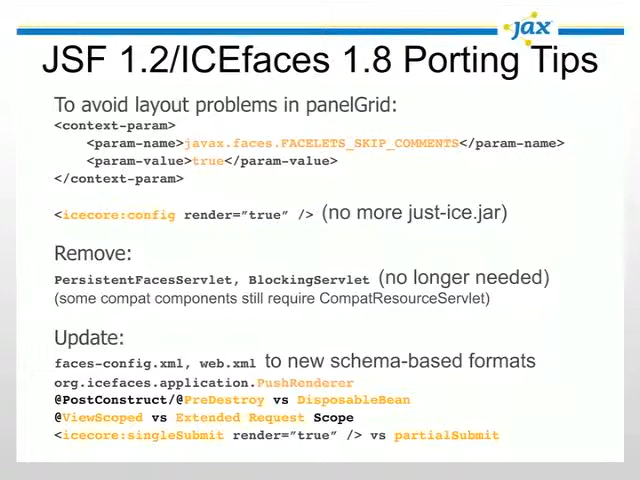 jax
JSF 1.2/ICEfaces 1.8 Porting Tips
To avoid layout problems in panelGrid:
<context-param>
<param-name>javax.faces.FACELETS_SKIP_COMMENTS</param-name>
<param-value>true</param-value>
</context-param>
<icecore:config render=”true” /> (no more just-ice.jar)
Remove:
PersistentFacesServlet, BlockingServlet (no longer needed)
(some compat components still require CompatResourceServlet)
Update:
faces-config.xml, web.xml to new schema-based formats
org.icefaces.application.PushRenderer
@PostConstruct/@PreDestroy vs DisposableBean
@ViewScoped vs Extended Request Scope
<icecore:singleSubmit render=”true” /> vs partialSubmit